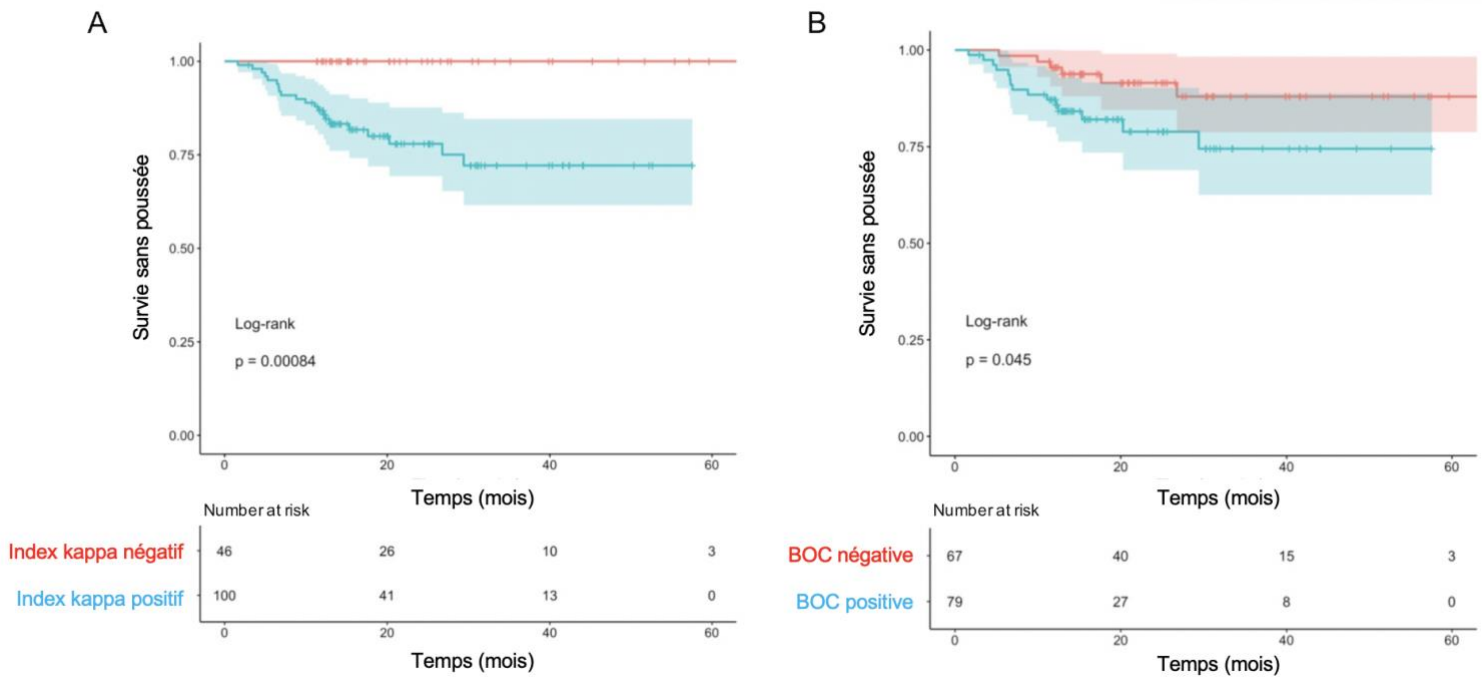 A
Survie sans poussée
1.00
0.75
0.50
0.25
0.00
Log-rank
p = 0.00084
0 20 40 60
Temps (mois)
Number at risk
Index kappa négatif 46 26 10 3
Index kappa positif 100 41 13 0
0 20 40 60
Temps (mois)
B
Survie sans poussée
1.00
0.75
0.50
0.25
0.00
Log-rank
p = 0.045
0 20 40 60
Temps (mois)
Number at risk
BOC négative 67 40 15 3
BOC positive 79 27 8 0
0 20 40 60
Temps (mois)